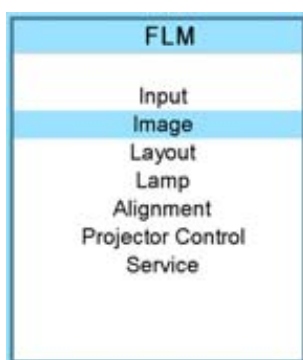 FLM
Input
Image
Layout
Lamp
Alignment
Projector Control
Service